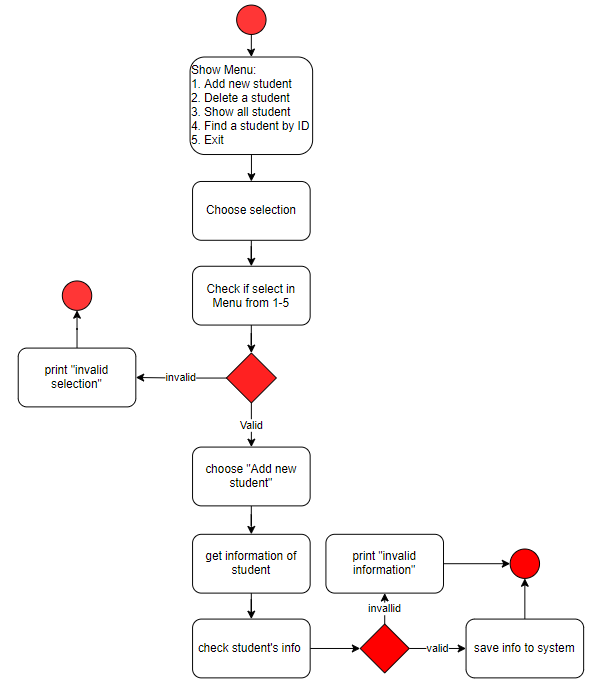 Show Menu:
1. Add new student
2. Delete a student
3. Show all student
4. Find a student by ID
5. Exit
Choose selection
Check if select in
Menu from 1-5
invalid
print "invalid
selection"
Valid
choose "Add new
student"
get information of
student
print "invalid
information"
invallid
check student's info
valid
save info to system